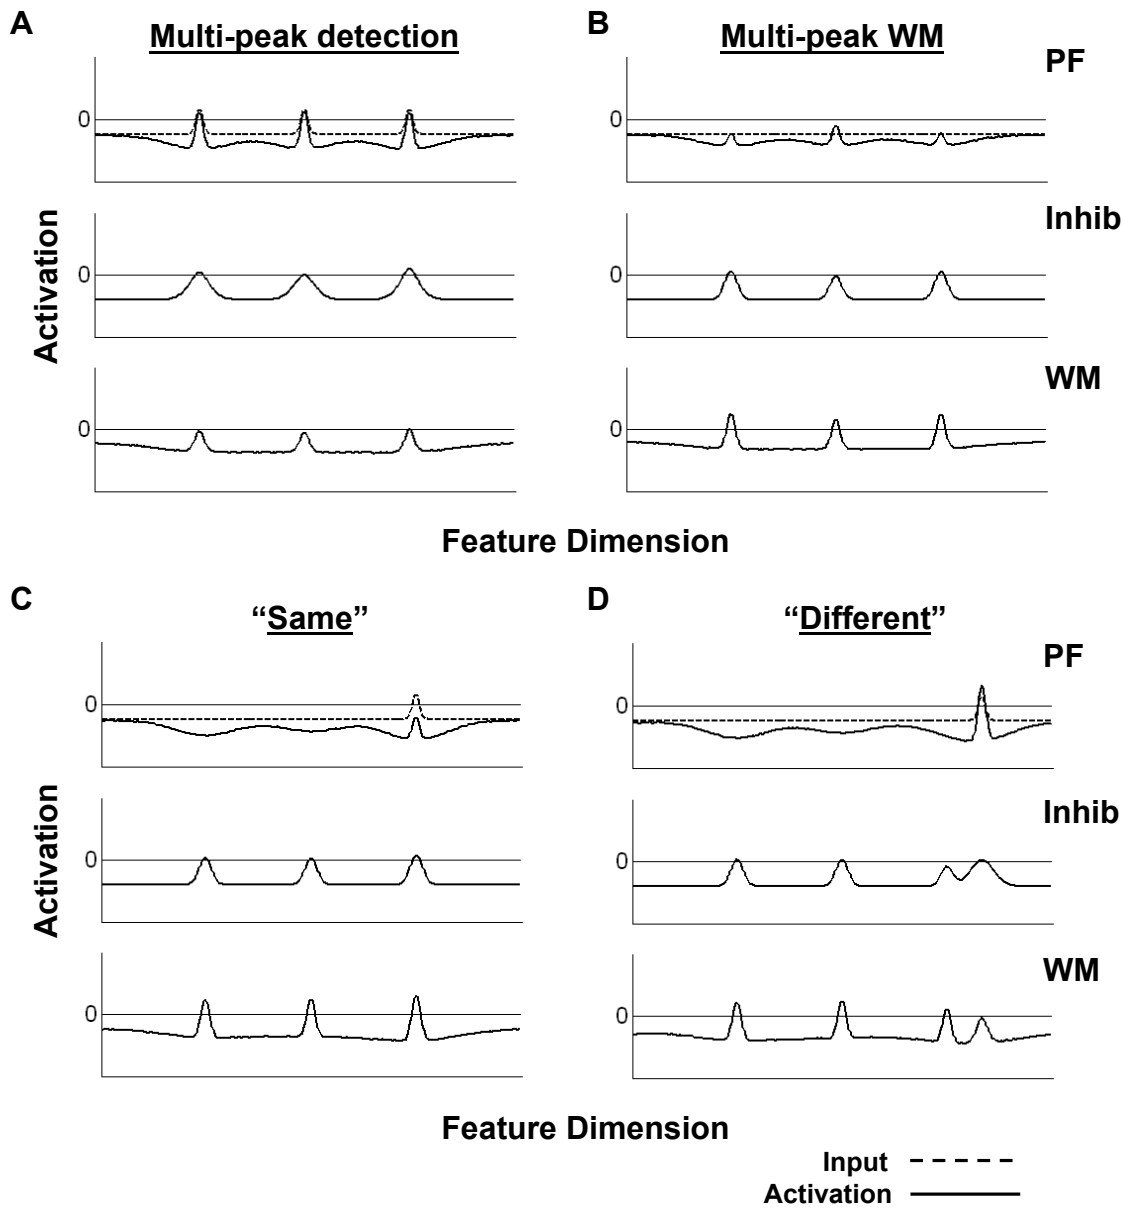 A
Multi-peak detection
B
Multi-peak WM
PF
0
0
Inhib
0
0
WM
0
0
Activation
Feature Dimension
C
“Same”
D
“Different”
PF
0
0
Inhib
0
0
WM
0
0
Activation
Feature Dimension
Input
Activation